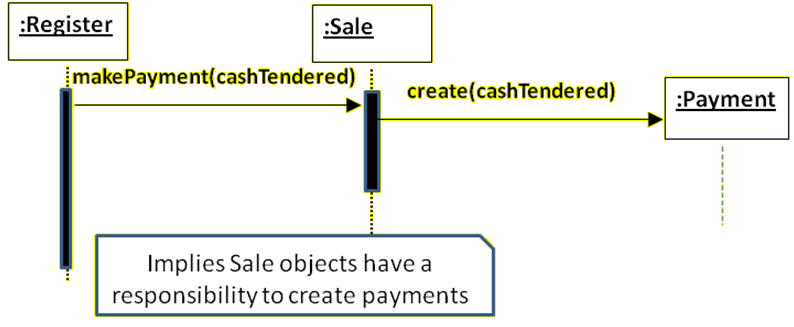 :Register
:Sale
makePayment(cashTendered)
create(cashTendered)
:Payment
Implies Sale objects have a
responsibility to create payments